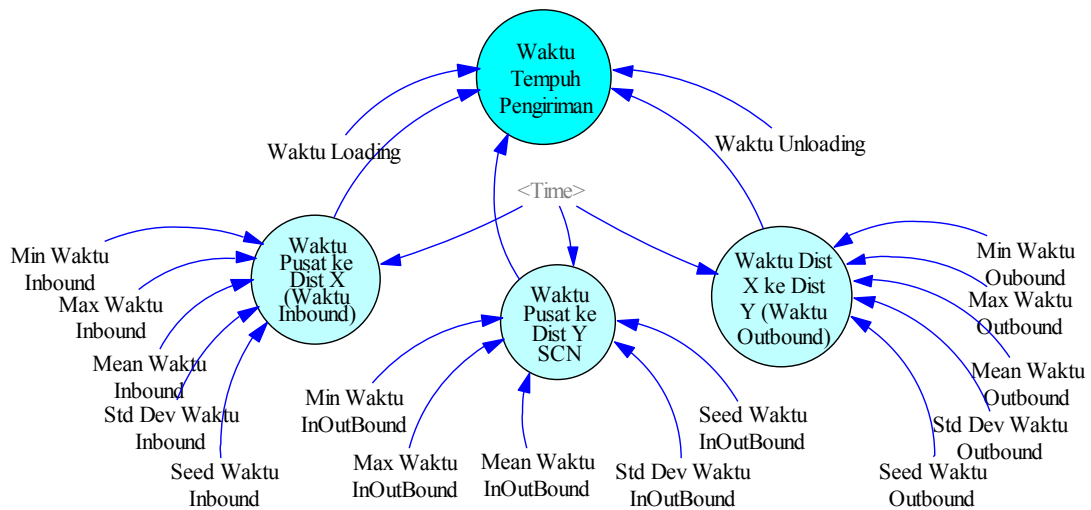 Waktu
Tempuh
Pengiriman
Waktu Loading
Waktu Unloading
<Time>
Waktu
Pusat ke
Dist X
(Waktu
Inbound)
Waktu
Pusat ke
Dist Y
SCN
Waktu Dist
X ke Dist
Y (Waktu
Outbound)
Min Waktu
Inbound
Max Waktu
Inbound
Mean Waktu
Inbound
Std Dev Waktu
Inbound
Seed Waktu
Inbound
Min Waktu
InOutBound
Max Waktu
InOutBound
Mean Waktu
InOutBound
Std Dev Waktu
InOutBound
Seed Waktu
InOutBound
Min Waktu
Oubound
Max Waktu
Outbound
Mean Waktu
Outbound
Std Dev Waktu
Outbound
Seed Waktu
Outbound